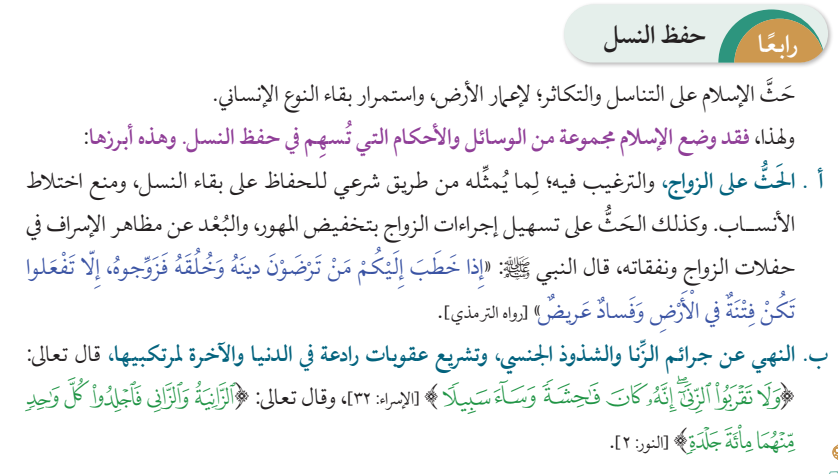 رابعًا حفظ النسل
حَثَّ الإسلام على التناسل والتكاثر؛ لإعمار الأرض، واستمرار بقاء النوع الإنساني.
ولهذا، فقد وضع الإسلام مجموعة من الوسائل والأحكام التي تُسهِم في حفظ النسل. وهذه أبرزها:
أ . الحَثُّ على الزواج، والترغيب فيه؛ لِما يُمثِّله من طريق شرعي للحفاظ على بقاء النسل، ومنع اختلاط
الأنساب. وكذلك الحَثُّ على تسهيل إجراءات الزواج بتخفيض المهور، والبُعْد عن مظاهر الإسراف في
حفلات الزواج ونفقاته، قال النبي ﷺ: «إِذا خَطَبَ إِلَيْكُمْ مَنْ تَرْضَوْنَ دينَهُ وَخُلُقَهُ فَزَوِّجوهُ، إِلّا تَفْعَلوا
تَكُنْ فِتْنَةٌ في الْأَرْضِ وَفَسادٌ عَريضٌ» [رواه الترمذي].
ب. النهي عن جرائم الزِّنا والشذوذ الجنسي، وتشريع عقوبات رادعة في الدنيا والآخرة لمرتكبيها، قال تعالى:
﴿وَلَا تَقْرَبُواْ ٱلزِّنَىٰٓۖ إِنَّهُۥ كَانَ فَٰحِشَةٗ وَسَآءَ سَبِيلٗا﴾ [الإسراء: ٣٢]، وقال تعالى: ﴿ٱلزَّانِيَةُ وَٱلزَّانِي فَٱجْلِدُواْ كُلَّ وَٰحِدٖ
مِّنْهُمَا مِاْئَةَ جَلْدَةٖ﴾ [النور: ٢].